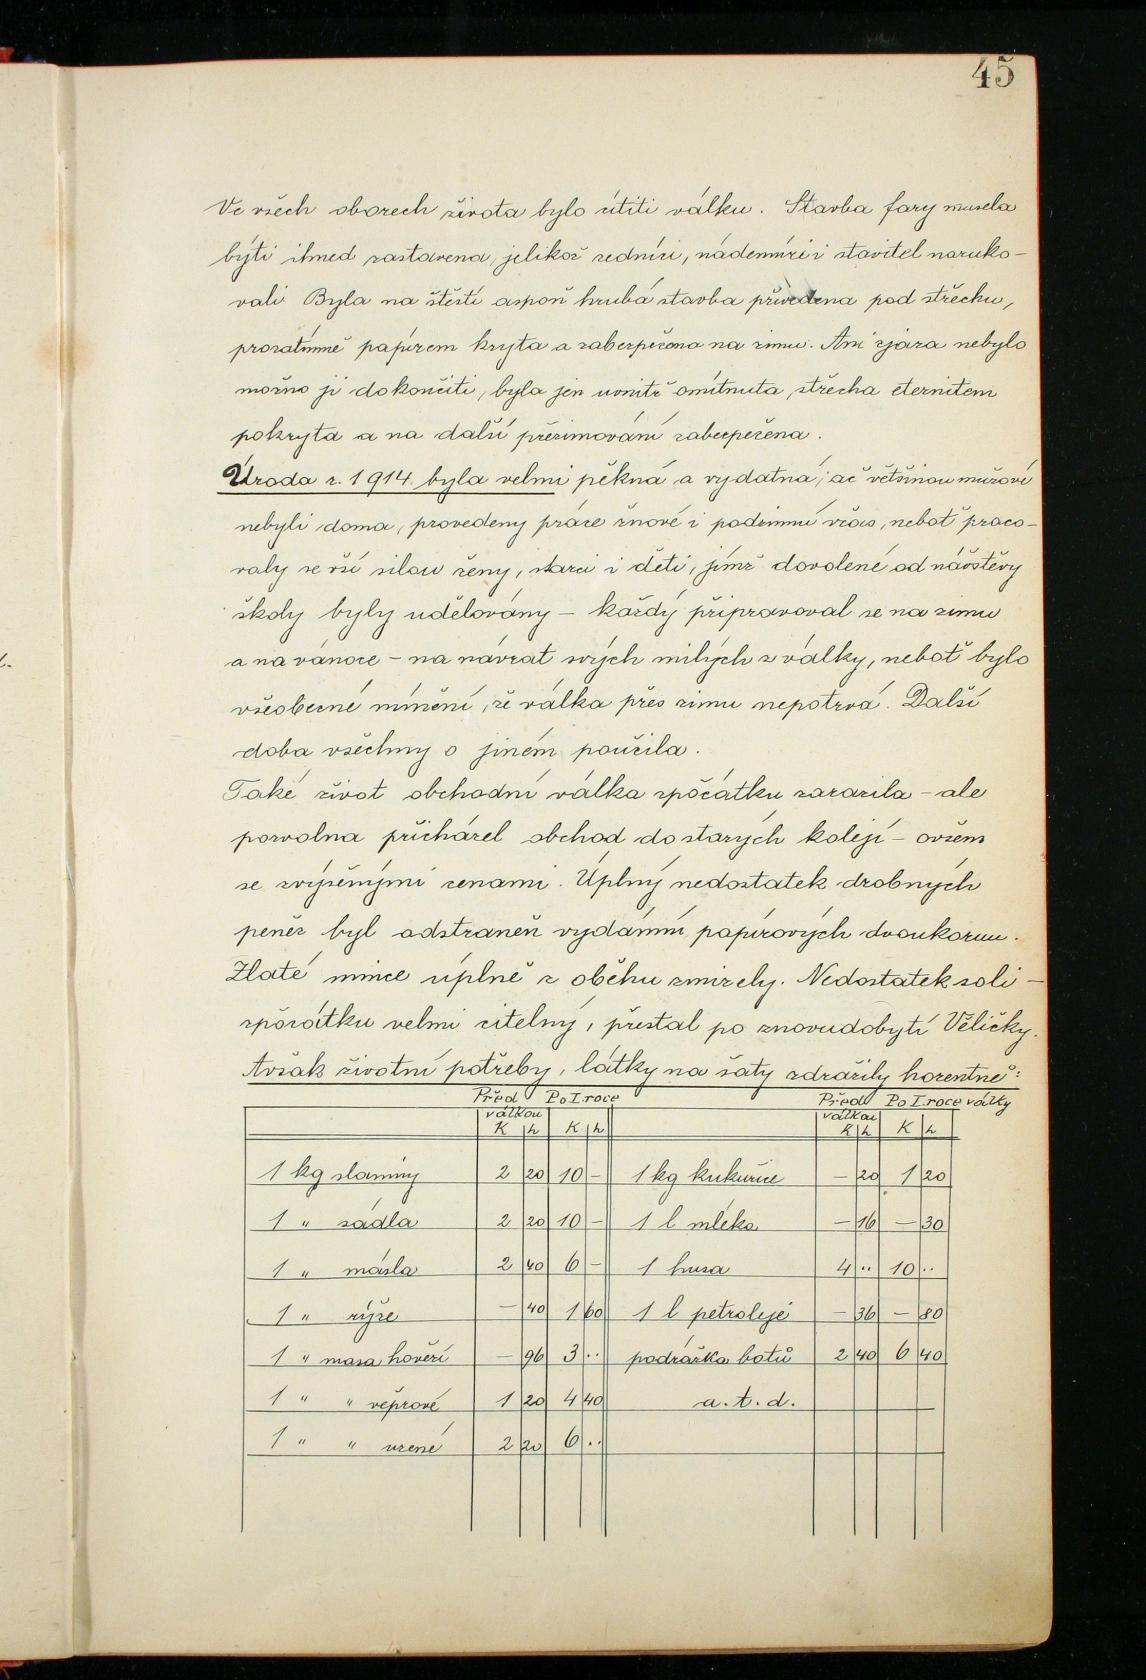 45
Ve všech oborech života bylo cítiti válku. Stavba fary musela
býti ihned zastavena, jelikož zedníci, nádenníci i stavitel naruko-
vali. Byla na štěstí aspoň hrubá stavba přivedena pod střechu,
prozatímně papírem kryta a zabezpečena na zimu. Ani zjara nebylo
možno ji dokončiti, byla jen uvnitř omítnuta, střecha eternitem
pokryta a na další přezimování zabezpečena.
Úroda r. 1914 byla velmi pěkná a vydatná; ač většinou mužové
nebyli doma, provedeny práce žnové i podzimní včas, neboť praco-
valy se vší silou ženy, starci i děti, jímž dovolené od návštěvy
školy byly udělovány – každý připravoval se na zimu
a na vánoce – na návrat svých milých z války, neboť bylo
všeobecné mínění, že válka přes zimu nepotrvá. Další
doba všechny o jiném poučila.
Také život obchodní válka zpočátku zarazila – ale
pozvolna přicházel obchod do starých kolejí – ovšem
se zvýšenými cenami. Úplný nedostatek drobných
peněz byl odstraněn vydáním papírových dvoukorun.
Zlaté mince úplně z oběhu zmizely. Nedostatek soli –
zpočátku velmi citelný, přestal po znovudobytí Věličky.
Avšak životní potřeby, látky na šaty zdražily horentně:
Před válkou Po I. roce Před válkou Po I. roce války
K h K h K h K h
1 kg slaniny 2 20 10 – 1 kg kukuřice – 20 1 20
1 " sádla 2 20 10 – 1 l mléka – 16 – 30
1 " másla 2 40 6 – 1 husa 4 .. 10 ..
1 " rýže – 40 1 60 1 l petroleje – 36 – 80
1 " masa hovězí – 96 3 .. podrážka botů 2 40 6 40
1 " " vepřové 1 20 4 40 a.t.d.
1 " " uzené 2 20 6 ..